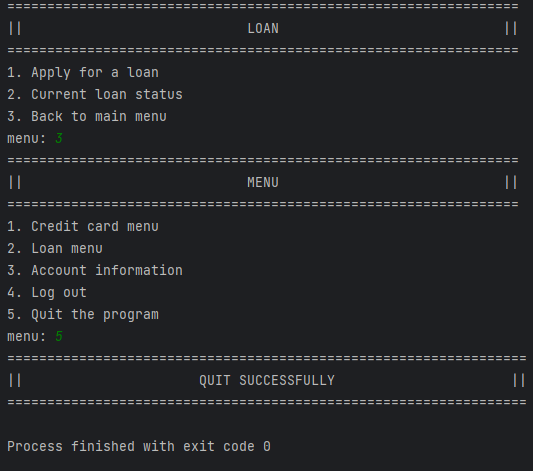 ================================================================
||                            LOAN                            ||
================================================================
1. Apply for a loan
2. Current loan status
3. Back to main menu
menu: 3
================================================================
||                            MENU                            ||
================================================================
1. Credit card menu
2. Loan menu
3. Account information
4. Log out
5. Quit the program
menu: 5
=================================================================
||                      QUIT SUCCESSFULLY                      ||
=================================================================

Process finished with exit code 0